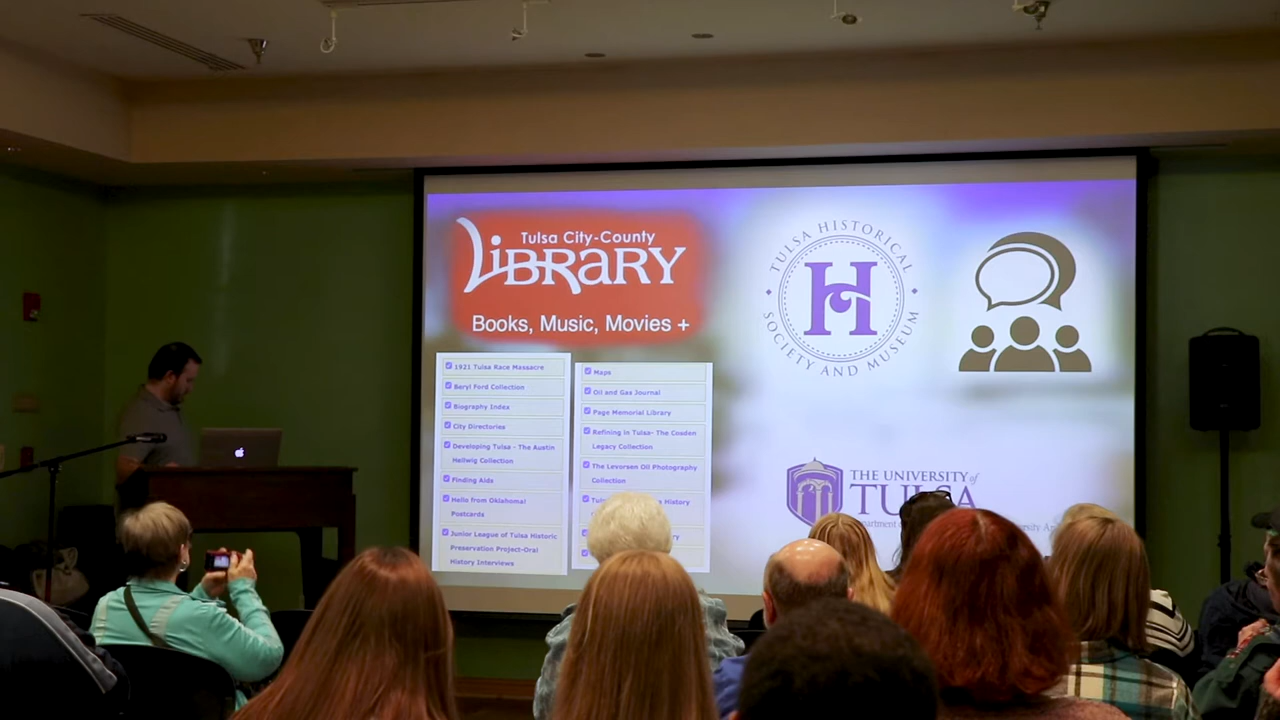 Tulsa City-County
LIBRARY
Books, Music, Movies +
1921 Tulsa Race Massacre
Beryl Ford Collection
Biography Index
City Directories
Developing Tulsa - The Austin
Hellwig Collection
Finding Aids
Hello from Oklahoma!
Postcards
Junior League of Tulsa Historic
Preservation Project-Oral
History Interviews
Maps
Oil and Gas Journal
Page Memorial Library
Refining in Tulsa- The Cosden
Legacy Collection
The Levorsen Oil Photography
Collection
History
TULSA HISTORICAL
H
SOCIETY AND MUSEUM
THE UNIVERSITY of
TULSA